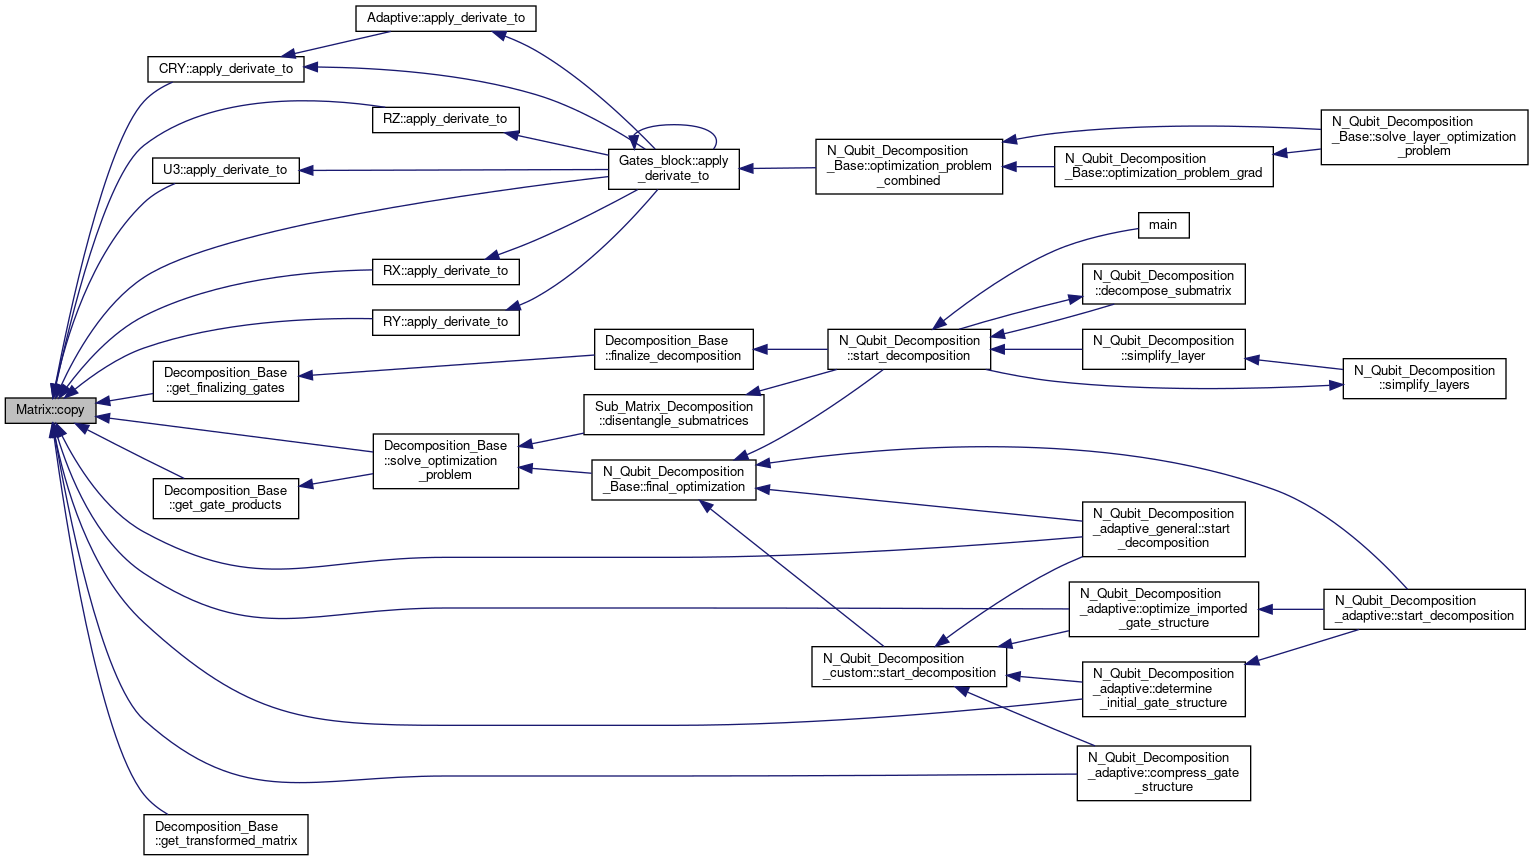 Matrix::copy
CRY::apply_derivate_to
Adaptive::apply_derivate_to
RZ::apply_derivate_to
U3::apply_derivate_to
RX::apply_derivate_to
RY::apply_derivate_to
Gates_block::apply
_derivate_to
N_Qubit_Decomposition
_Base::optimization_problem
_combined
N_Qubit_Decomposition
_Base::optimization_problem_grad
N_Qubit_Decomposition
_Base::solve_layer_optimization
_problem
Decomposition_Base
::get_finalizing_gates
Decomposition_Base
::finalize_decomposition
N_Qubit_Decomposition
::start_decomposition
main
N_Qubit_Decomposition
::decompose_submatrix
N_Qubit_Decomposition
::simplify_layer
N_Qubit_Decomposition
::simplify_layers
Decomposition_Base
::get_gate_products
Decomposition_Base
::solve_optimization
_problem
Sub_Matrix_Decomposition
::disentangle_submatrices
N_Qubit_Decomposition
_Base::final_optimization
N_Qubit_Decomposition
_custom::start_decomposition
N_Qubit_Decomposition
_adaptive_general::start
_decomposition
N_Qubit_Decomposition
_adaptive::optimize_imported
_gate_structure
N_Qubit_Decomposition
_adaptive::determine
_initial_gate_structure
N_Qubit_Decomposition
_adaptive::start_decomposition
N_Qubit_Decomposition
_adaptive::compress_gate
_structure
Decomposition_Base
::get_transformed_matrix